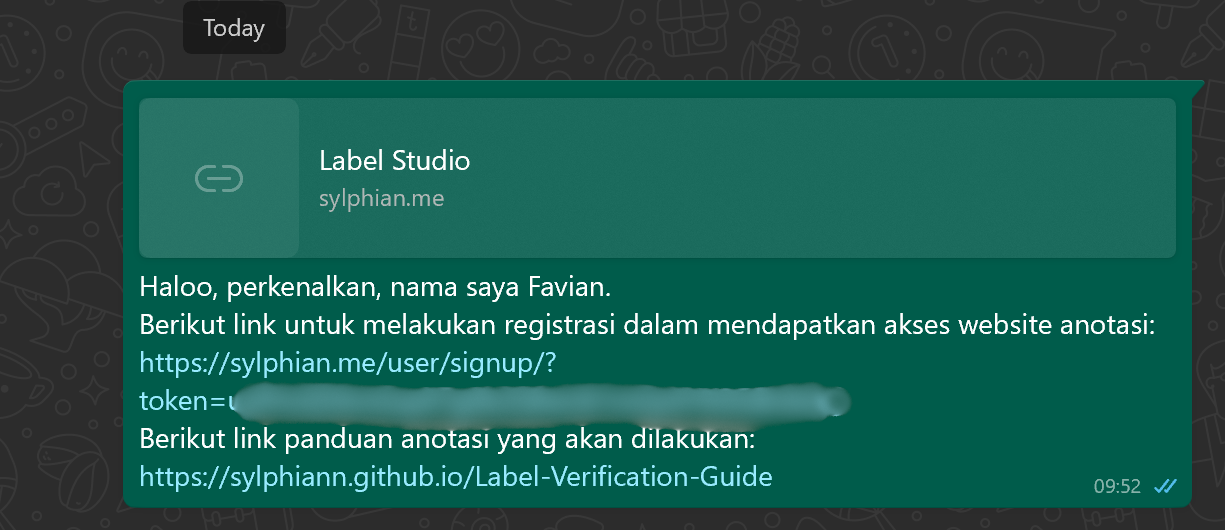 Today
Label Studio
sylphian.me
Haloo, perkenalkan, nama saya Favian.
Berikut link untuk melakukan registrasi dalam mendapatkan akses website anotasi:
https://sylphian.me/user/signup/?
token=
Berikut link panduan anotasi yang akan dilakukan:
https://sylphiann.github.io/Label-Verification-Guide
09:52